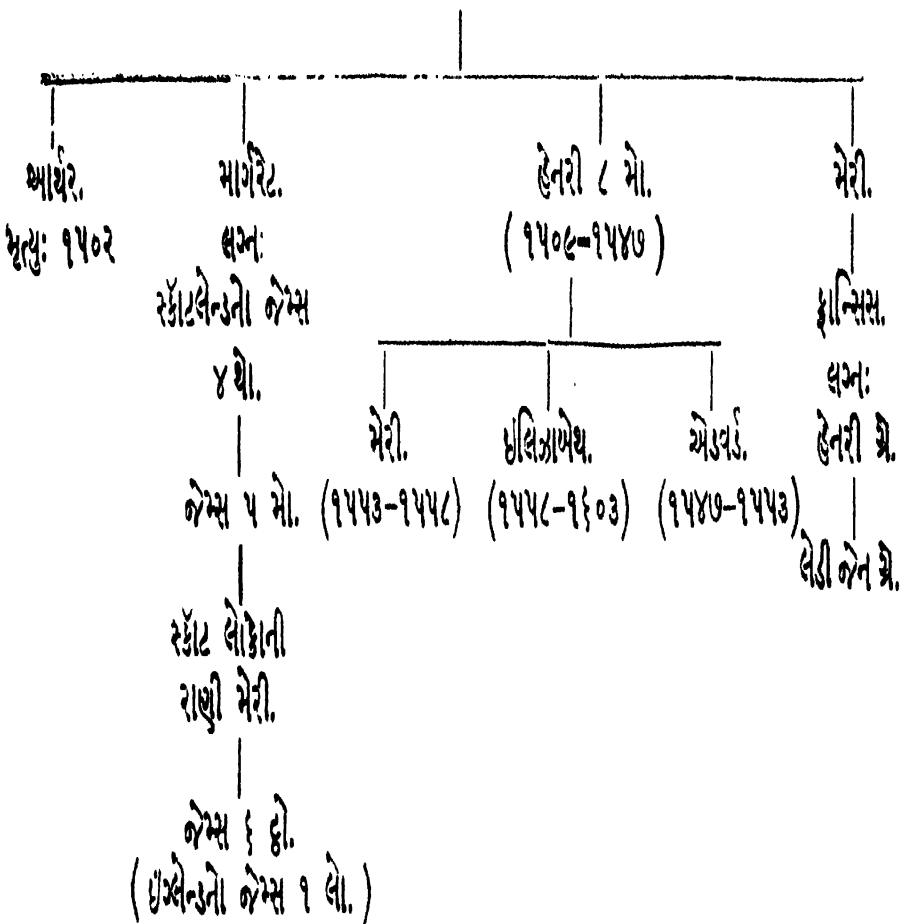 આર્થર.
મૃત્યુઃ ૧૫૦૨
માર્ગરેટ.
લગ્નઃ
સ્કૉટલેન્ડનો જેમ્સ
૪ થો.
જેમ્સ ૫ મો.
સ્કૉટ લોકોની
રાણી મેરી.
જેમ્સ ૬ ઠ્ઠો.
(ઇંગ્લેન્ડનો જેમ્સ ૧ લો.)
હેનરી ૮ મો.
(૧૫૦૯-૧૫૪૭)
મેરી.
(૧૫૫૩-૧૫૫૮)
ઇલિઝાબેથ.
(૧૫૫૮-૧૬૦૩)
એડવર્ડ.
(૧૫૪૭-૧૫૫૩)
મેરી.
ફ્રાન્સિસ.
લગ્નઃ
હેનરી ગ્રે.
લેડી જેન ગ્રે.